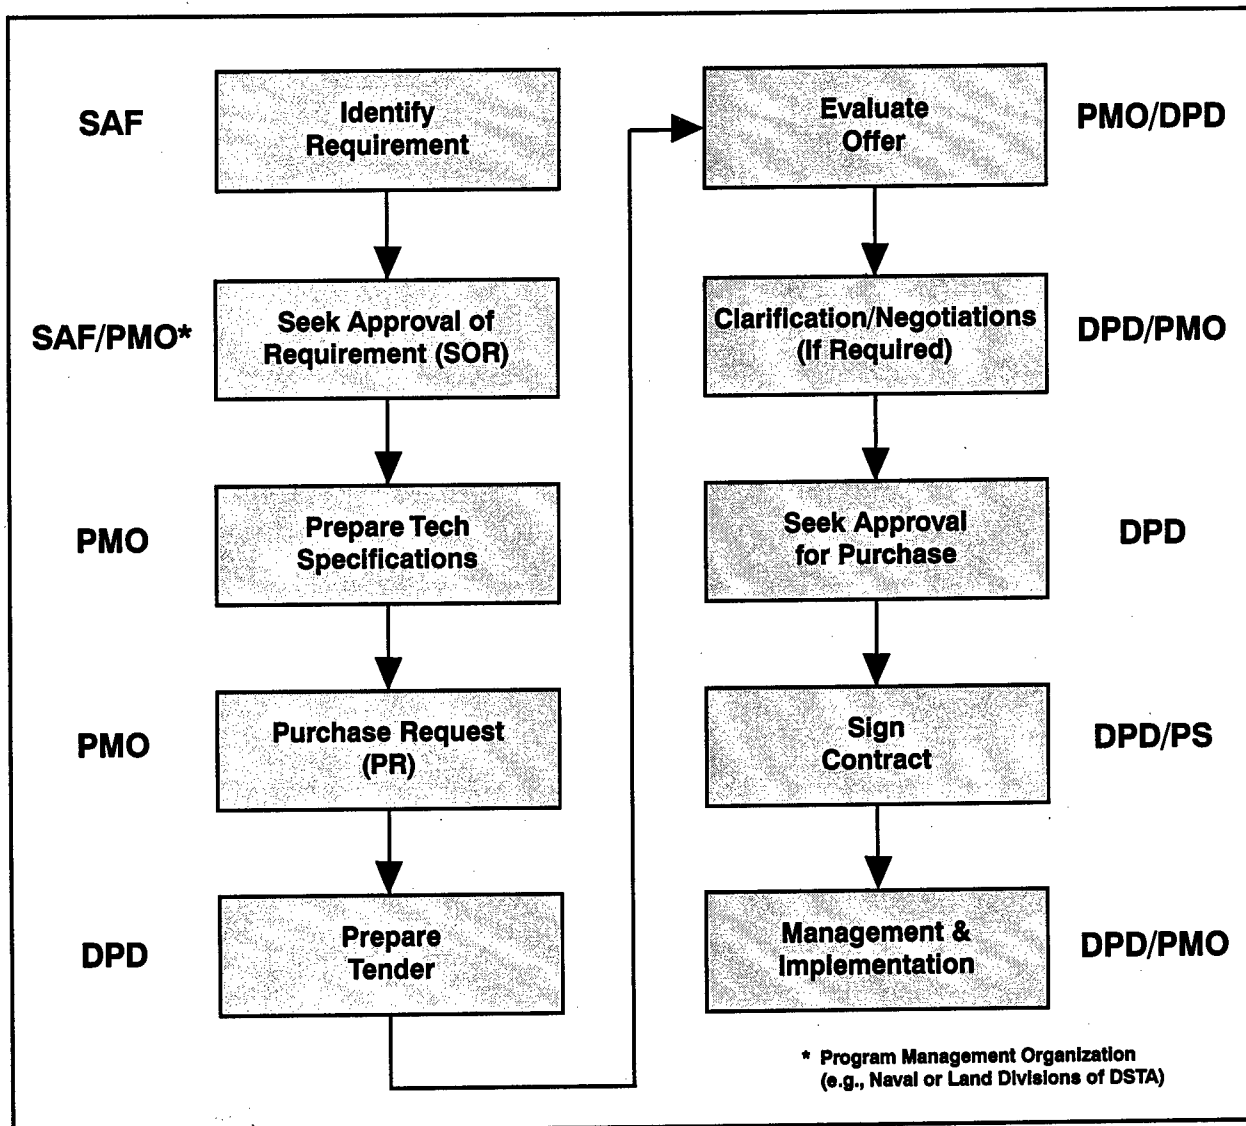 SAF
Identify
Requirement
SAF/PMO*
Seek Approval of
Requirement (SOR)
PMO
Prepare Tech
Specifications
PMO
Purchase Request
(PR)
DPD
Prepare
Tender
Evaluate
Offer
PMO/DPD
Clarification/Negotiations
(If Required)
DPD/PMO
Seek Approval
for Purchase
DPD
Sign
Contract
DPD/PS
Management &
Implementation
DPD/PMO
* Program Management Organization
(e.g., Naval or Land Divisions of DSTA)